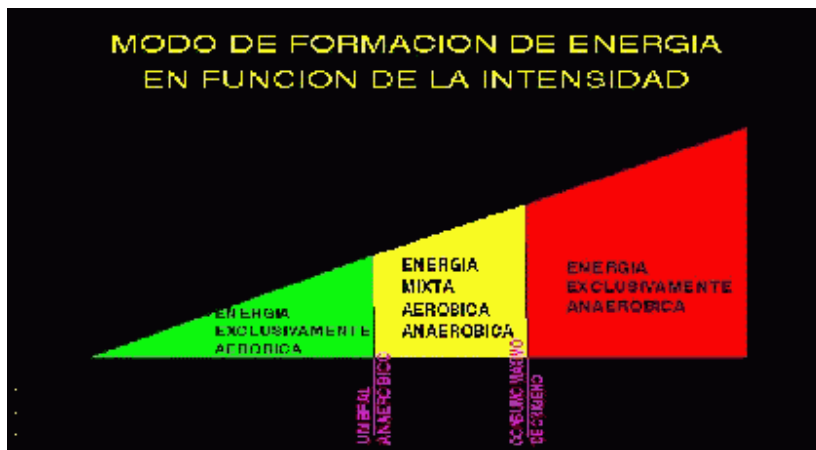 MODO DE FORMACION DE ENERGIA
EN FUNCION DE LA INTENSIDAD
ENERGIA
EXCLUSIVAMENTE
AEROBICA
ENERGIA
MIXTA
AEROBICA
ANAEROBICA
ENERGIA
EXCLUSIVAMENTE
ANAEROBICA
UMBRAL
ANAEROBICO
CONSUMO MAXIMO
DE OXIGENO